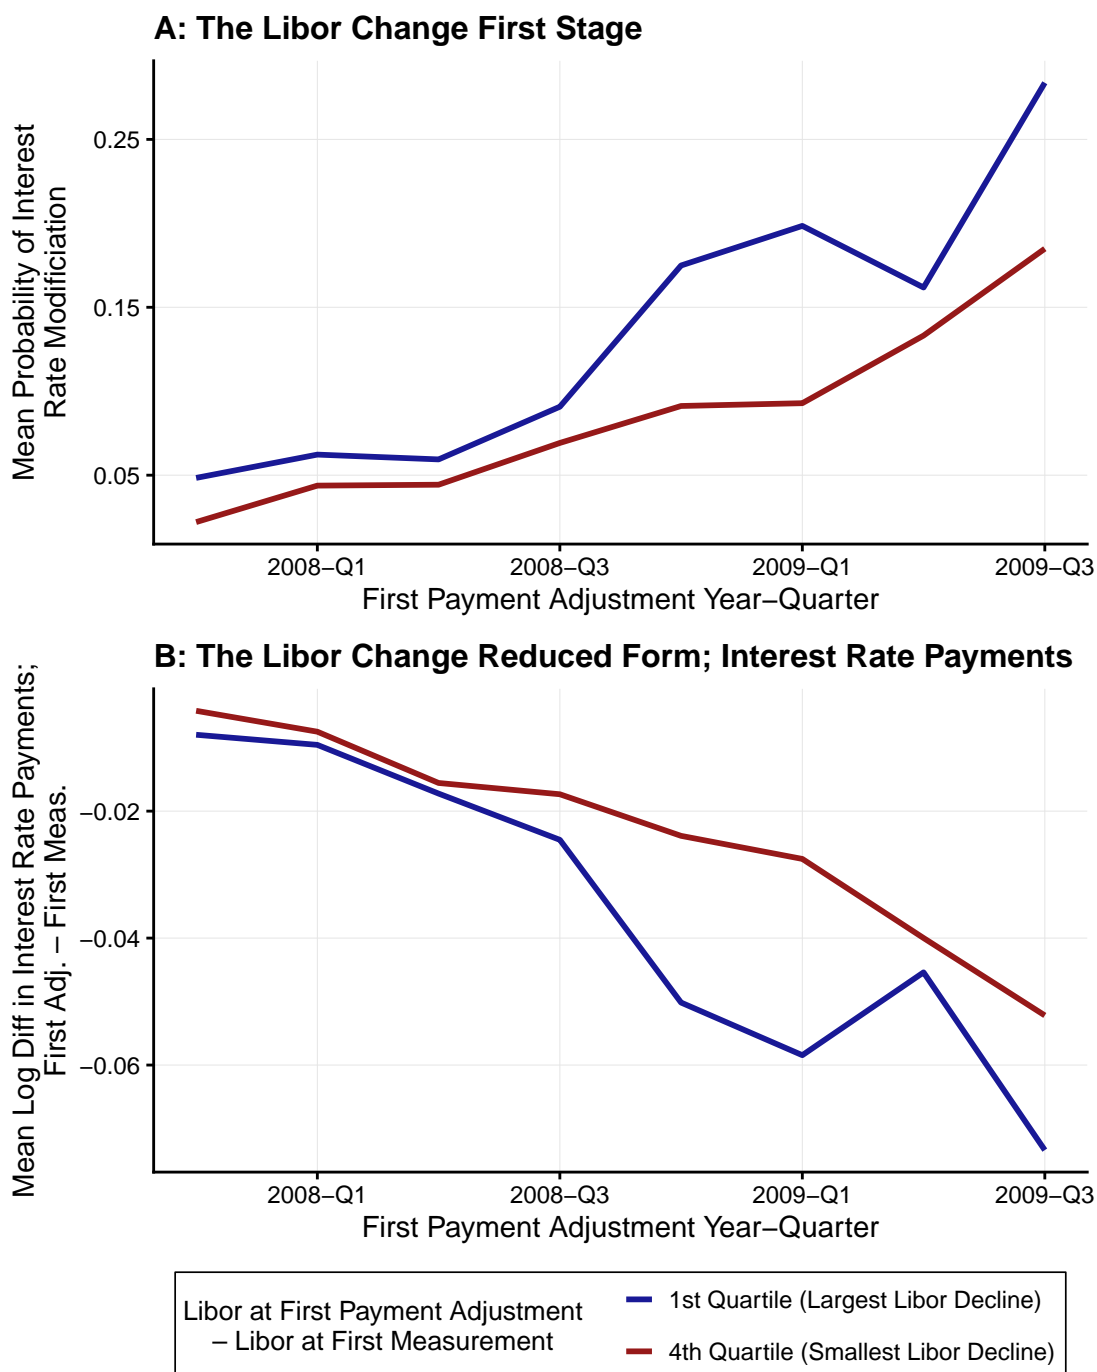 A: The Libor Change First Stage
Mean Probability of Interest
Rate Modificiation
0.25
0.15
0.05
2008−Q1
2008−Q3
2009−Q1
2009−Q3
First Payment Adjustment Year−Quarter
B: The Libor Change Reduced Form; Interest Rate Payments
Mean Log Diff in Interest Rate Payments;
First Adj. − First Meas.
−0.02
−0.04
−0.06
2008−Q1
2008−Q3
2009−Q1
2009−Q3
First Payment Adjustment Year−Quarter
Libor at First Payment Adjustment
− Libor at First Measurement
1st Quartile (Largest Libor Decline)
4th Quartile (Smallest Libor Decline)